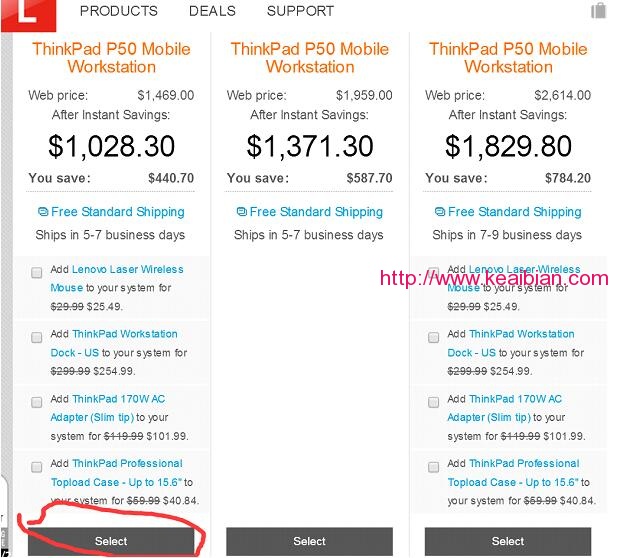 L
PRODUCTS DEALS SUPPORT
ThinkPad P50 Mobile
Workstation
Web price: $1,469.00
After Instant Savings:
$1,028.30
You save: $440.70
Free Standard Shipping
Ships in 5-7 business days
Add Lenovo Laser Wireless
Mouse to your system for
$29.99 $25.49.
Add ThinkPad Workstation
Dock - US to your system for
$299.99 $254.99.
Add ThinkPad 170W AC
Adapter (Slim tip) to your
system for $119.99 $101.99.
Add ThinkPad Professional
Topload Case - Up to 15.6" to
your system for $59.99 $40.84.
Select
ThinkPad P50 Mobile
Workstation
Web price: $1,959.00
After Instant Savings:
$1,371.30
You save: $587.70
Free Standard Shipping
Ships in 5-7 business days
Select
ThinkPad P50 Mobile
Workstation
Web price: $2,614.00
After Instant Savings:
$1,829.80
You save: $784.20
Free Standard Shipping
Ships in 7-9 business days
Add Lenovo Laser Wireless
Mouse to your system for
$29.99 $25.49.
Add ThinkPad Workstation
Dock - US to your system for
$299.99 $254.99.
Add ThinkPad 170W AC
Adapter (Slim tip) to your
system for $119.99 $101.99.
Add ThinkPad Professional
Topload Case - Up to 15.6" to
your system for $59.99 $40.84.
Select
http://www.keaibian.com